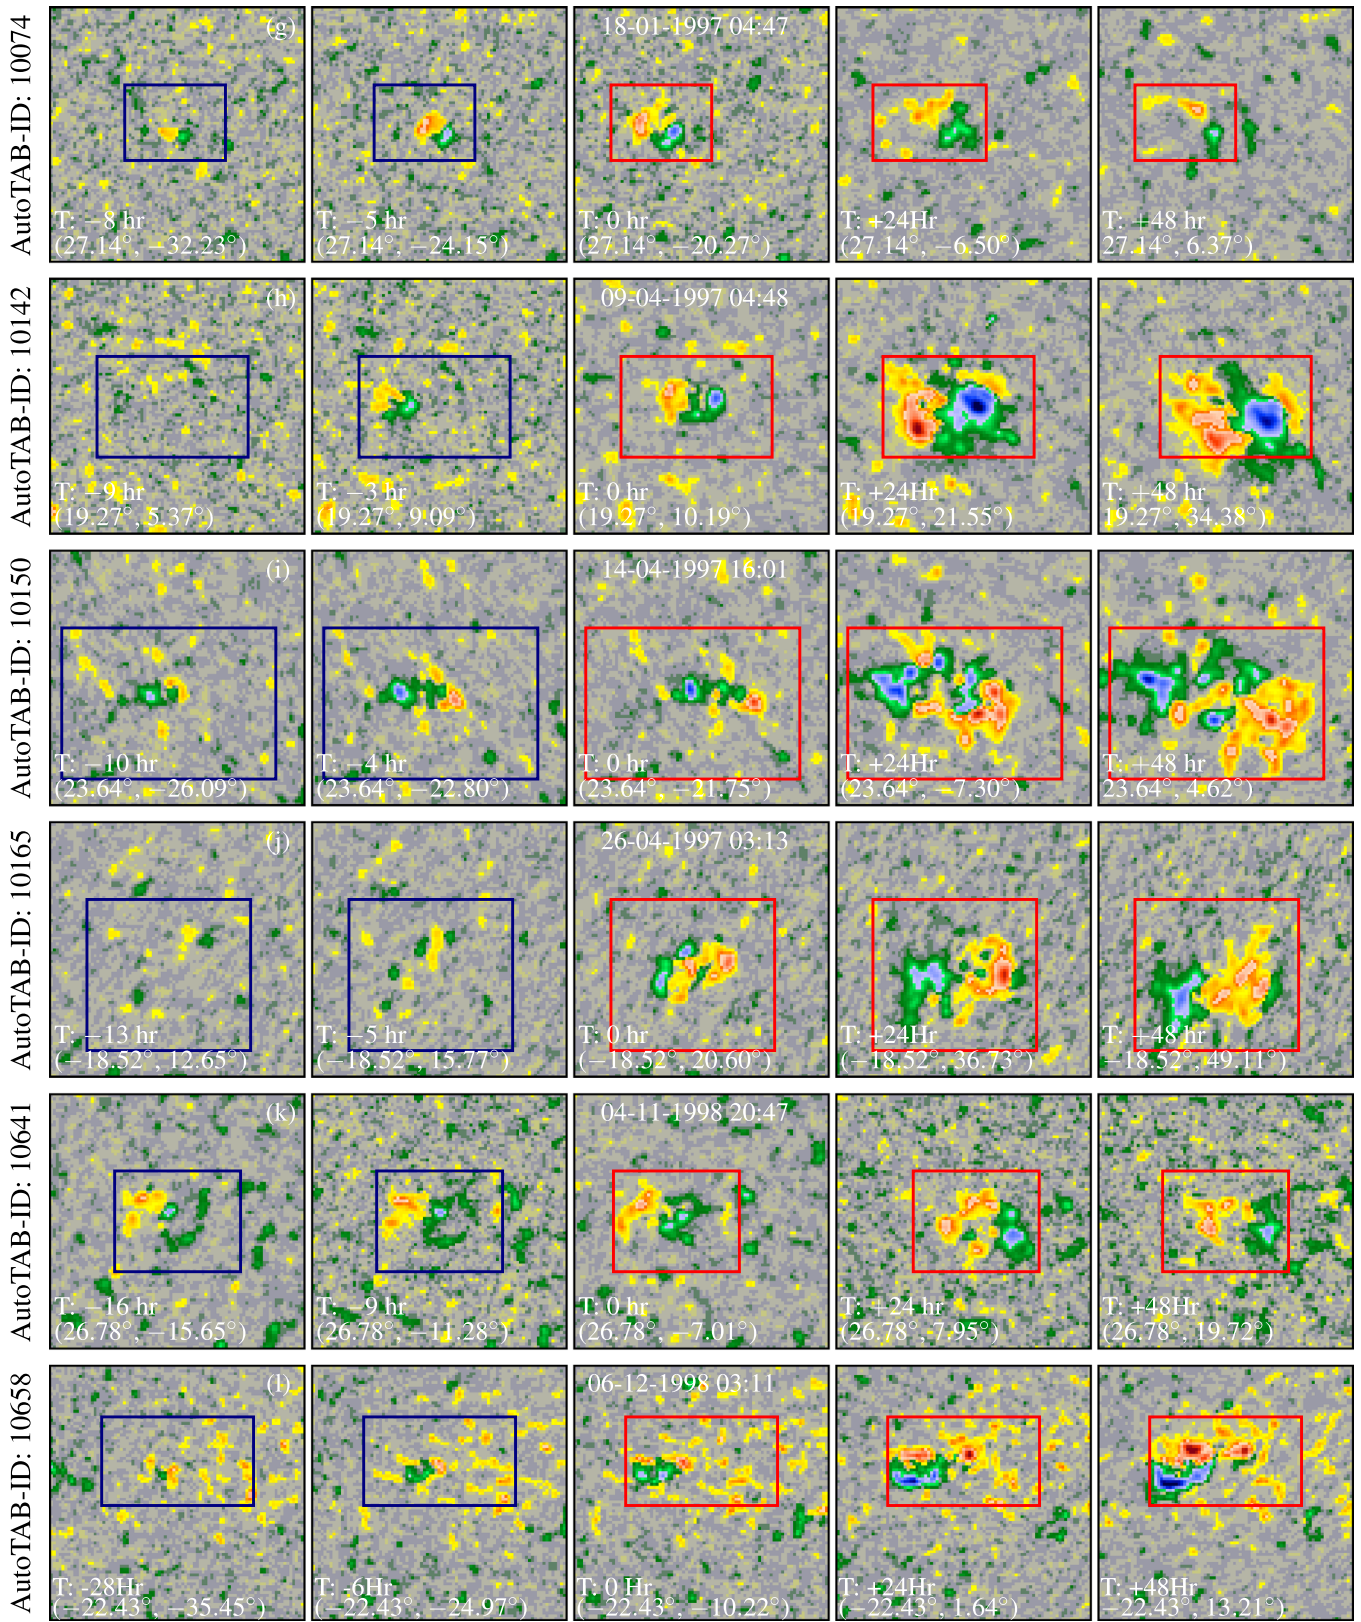 AutoTAB-ID: 10074
(g)
T: −8 hr
(27.14°, −32.23°)
T: −5 hr
(27.14°, −24.15°)
18-01-1997 04:47
T: 0 hr
(27.14°, −20.27°)
T: +24Hr
(27.14°, −6.50°)
T: +48 hr
27.14°, 6.37°)
AutoTAB-ID: 10142
(h)
T: −9 hr
(19.27°, 5.37°)
T: −3 hr
(19.27°, 9.09°)
09-04-1997 04:48
T: 0 hr
(19.27°, 10.19°)
T: +24Hr
(19.27°, 21.55°)
T: +48 hr
19.27°, 34.38°)
AutoTAB-ID: 10150
(i)
T: −10 hr
(23.64°, −26.09°)
T: −4 hr
(23.64°, −22.80°)
14-04-1997 16:01
T: 0 hr
(23.64°, −21.75°)
T: +24Hr
(23.64°, −7.30°)
T: +48 hr
23.64°, 4.62°)
AutoTAB-ID: 10165
(j)
T: −13 hr
(−18.52°, 12.65°)
T: −5 hr
(−18.52°, 15.77°)
26-04-1997 03:13
T: 0 hr
(−18.52°, 20.60°)
T: +24Hr
(−18.52°, 36.73°)
T: +48 hr
−18.52°, 49.11°)
AutoTAB-ID: 10641
(k)
T: −16 hr
(26.78°, −15.65°)
T: −9 hr
(26.78°, −11.28°)
04-11-1998 20:47
T: 0 hr
(26.78°, −7.01°)
T: +24 hr
(26.78°, 7.95°)
T: +48Hr
(26.78°, 19.72°)
AutoTAB-ID: 10658
(l)
T: -28Hr
(−22.43°, −35.45°)
T: -6Hr
(−22.43°, −24.97°)
06-12-1998 03:11
T: 0 Hr
(−22.43°, −10.22°)
T: +24Hr
(−22.43°, 1.64°)
T: +48Hr
−22.43°, 13.21°)